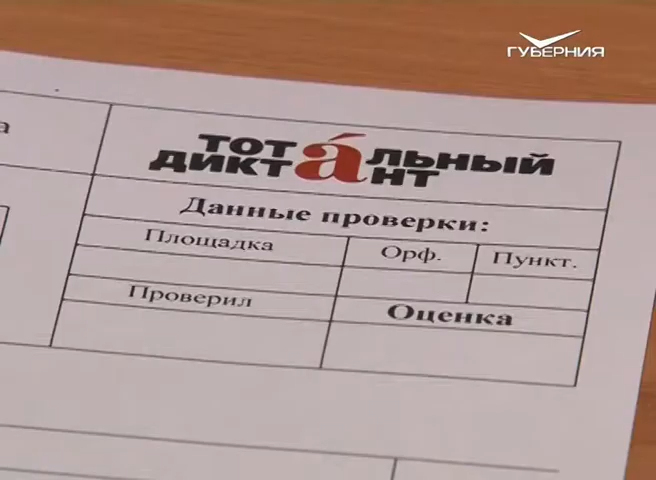 ГУБЕРНИЯ
а
ТОТАЛЬНЫЙ
ДИКТАНТ
Данные проверки:
Площадка Орф. Пункт.
Проверил Оценка